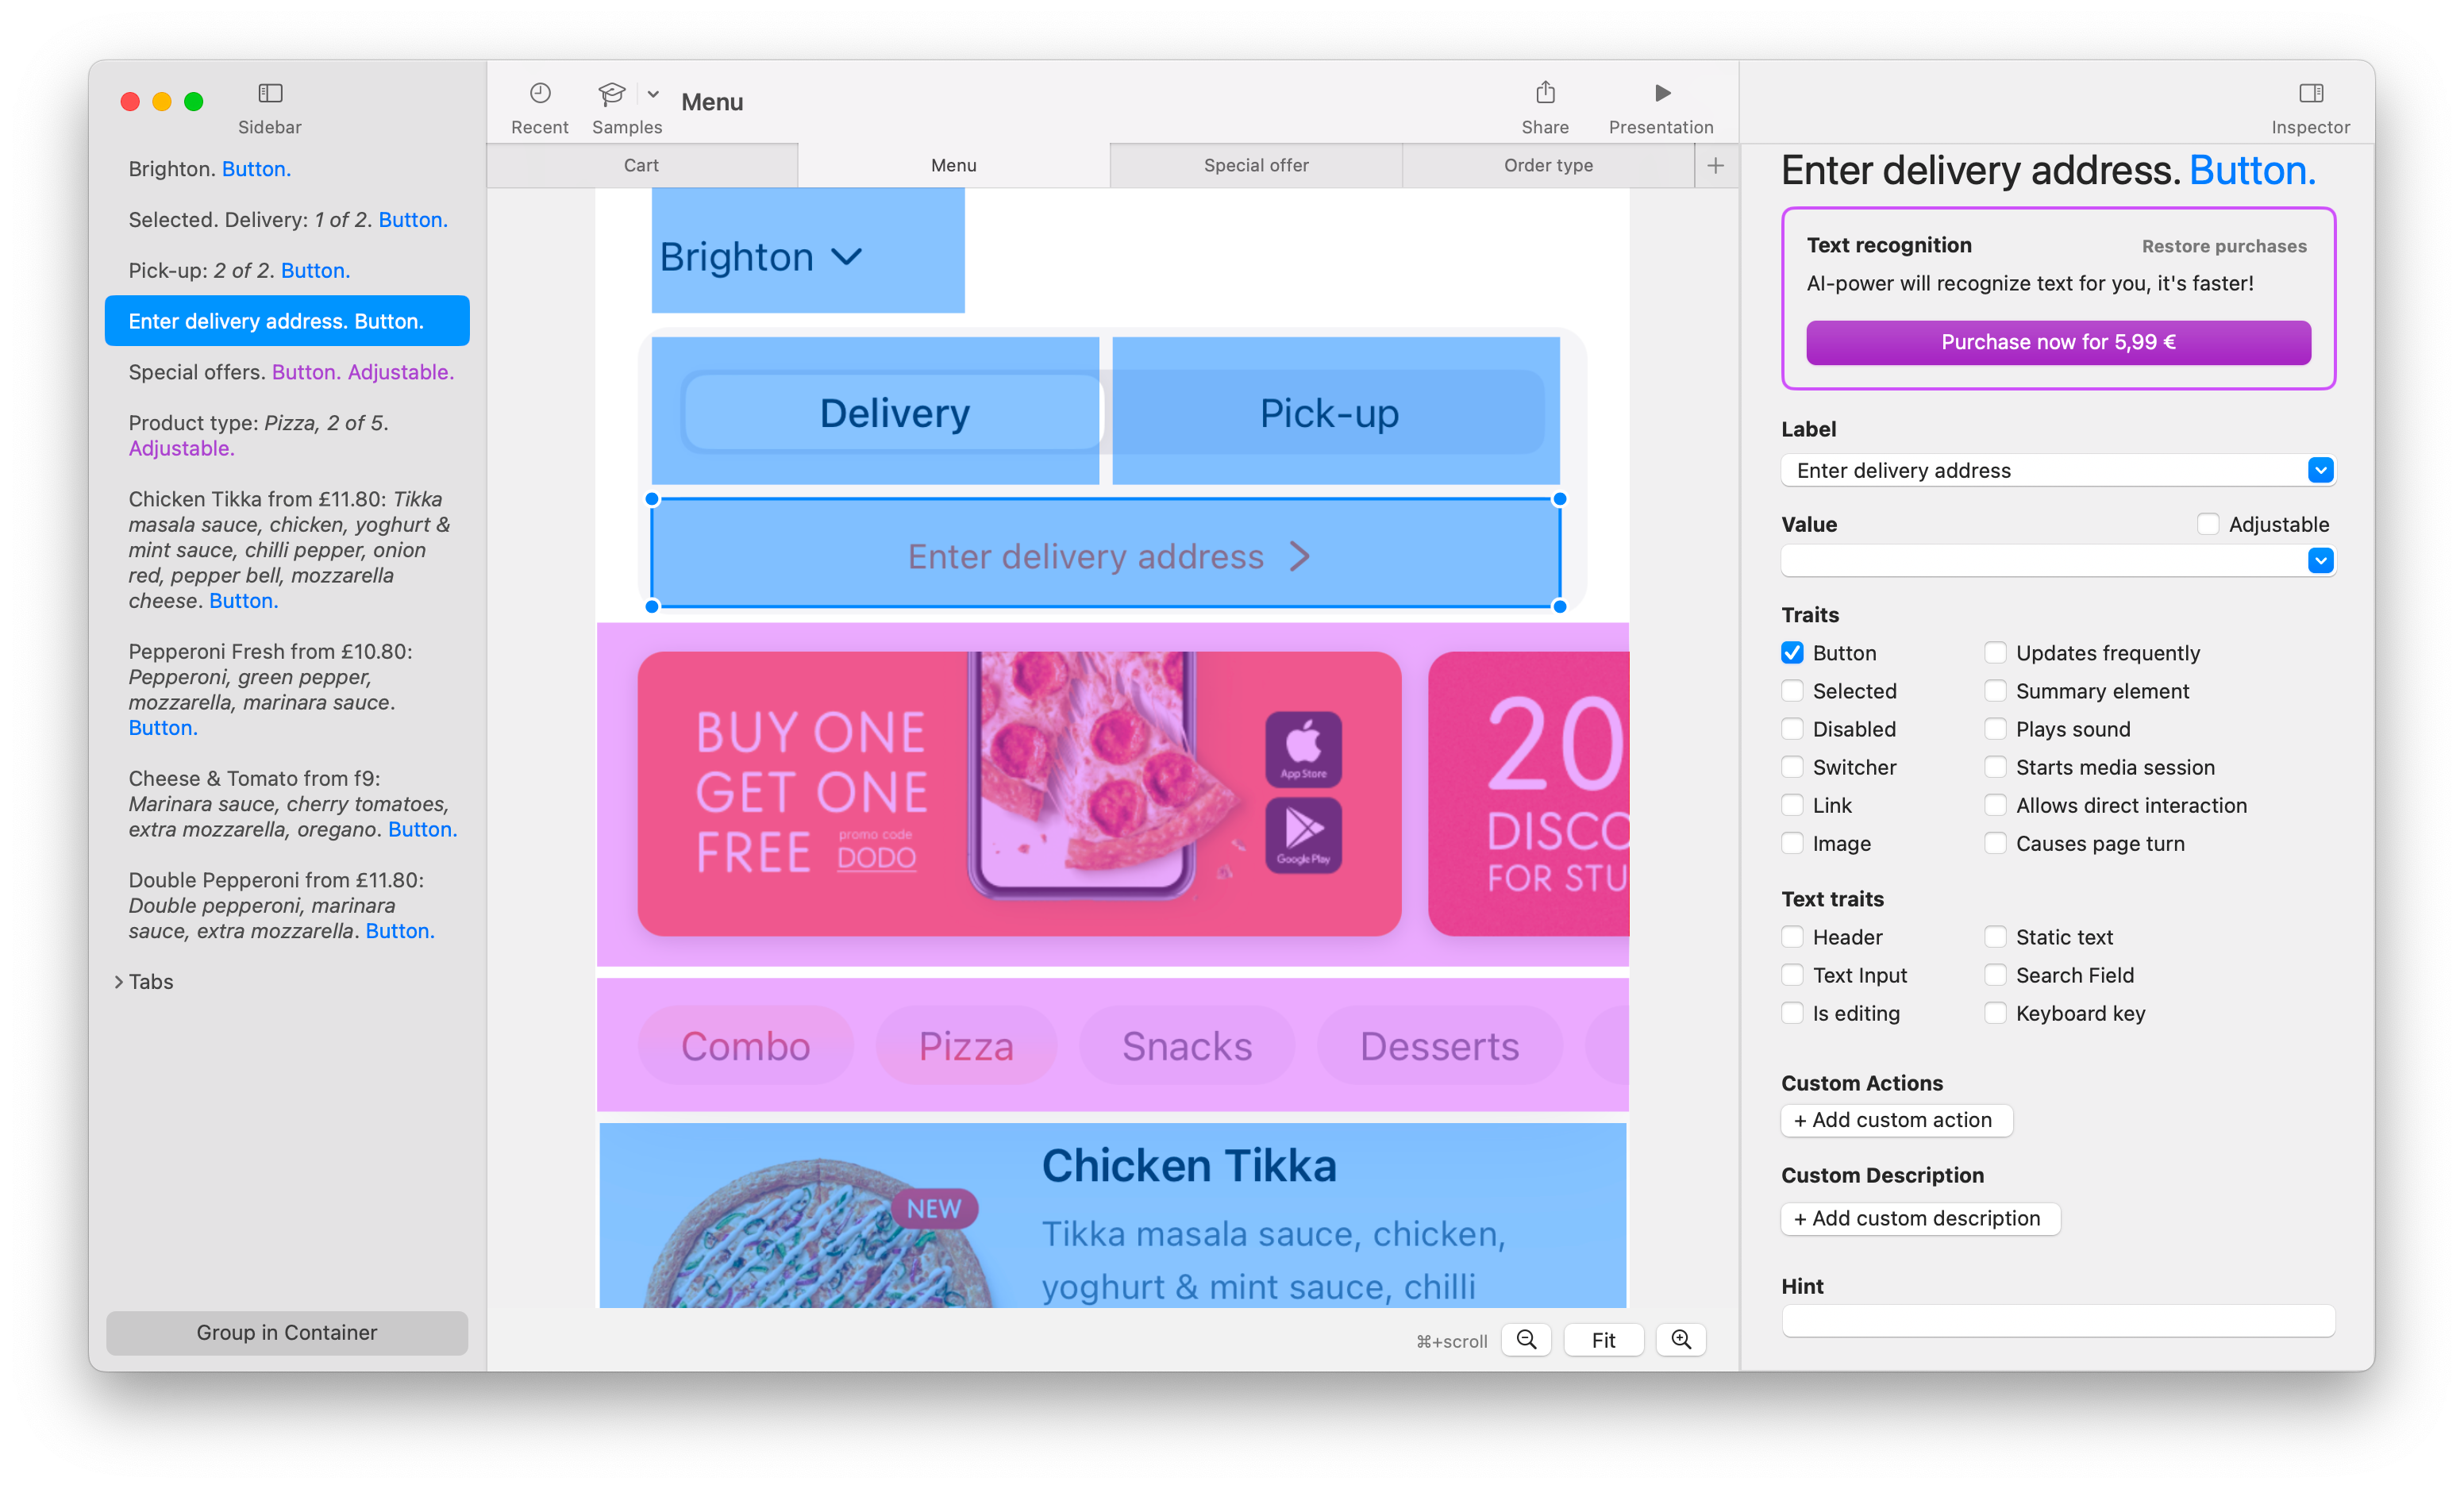 Sidebar
Brighton. Button.
Selected. Delivery: 1 of 2. Button.
Pick-up: 2 of 2. Button.
Enter delivery address. Button.
Special offers. Button. Adjustable.
Product type: Pizza, 2 of 5.
Adjustable.
Chicken Tikka from £11.80: Tikka
masala sauce, chicken, yoghurt &
mint sauce, chilli pepper, onion
red, pepper bell, mozzarella
cheese. Button.
Pepperoni Fresh from £10.80:
Pepperoni, green pepper,
mozzarella, marinara sauce.
Button.
Cheese & Tomato from f9:
Marinara sauce, cherry tomatoes,
extra mozzarella, oregano. Button.
Double Pepperoni from £11.80:
Double pepperoni, marinara
sauce, extra mozzarella. Button.
Tabs
Group in Container
Recent
Samples
Menu
Share
Presentation
Cart
Menu
Special offer
Order type
Brighton
Delivery
Pick-up
Enter delivery address
BUY ONE
GET ONE
FREE
promo code
DODO
App Store
Google Play
20
DISCO
FOR STU
Combo
Pizza
Snacks
Desserts
NEW
Chicken Tikka
Tikka masala sauce, chicken,
yoghurt & mint sauce, chilli
⌘+scroll
Fit
Inspector
Enter delivery address. Button.
Text recognition
Restore purchases
AI-power will recognize text for you, it's faster!
Purchase now for 5,99 €
Label
Enter delivery address
Value
Adjustable
Traits
Button
Updates frequently
Selected
Summary element
Disabled
Plays sound
Switcher
Starts media session
Link
Allows direct interaction
Image
Causes page turn
Text traits
Header
Static text
Text Input
Search Field
Is editing
Keyboard key
Custom Actions
+ Add custom action
Custom Description
+ Add custom description
Hint